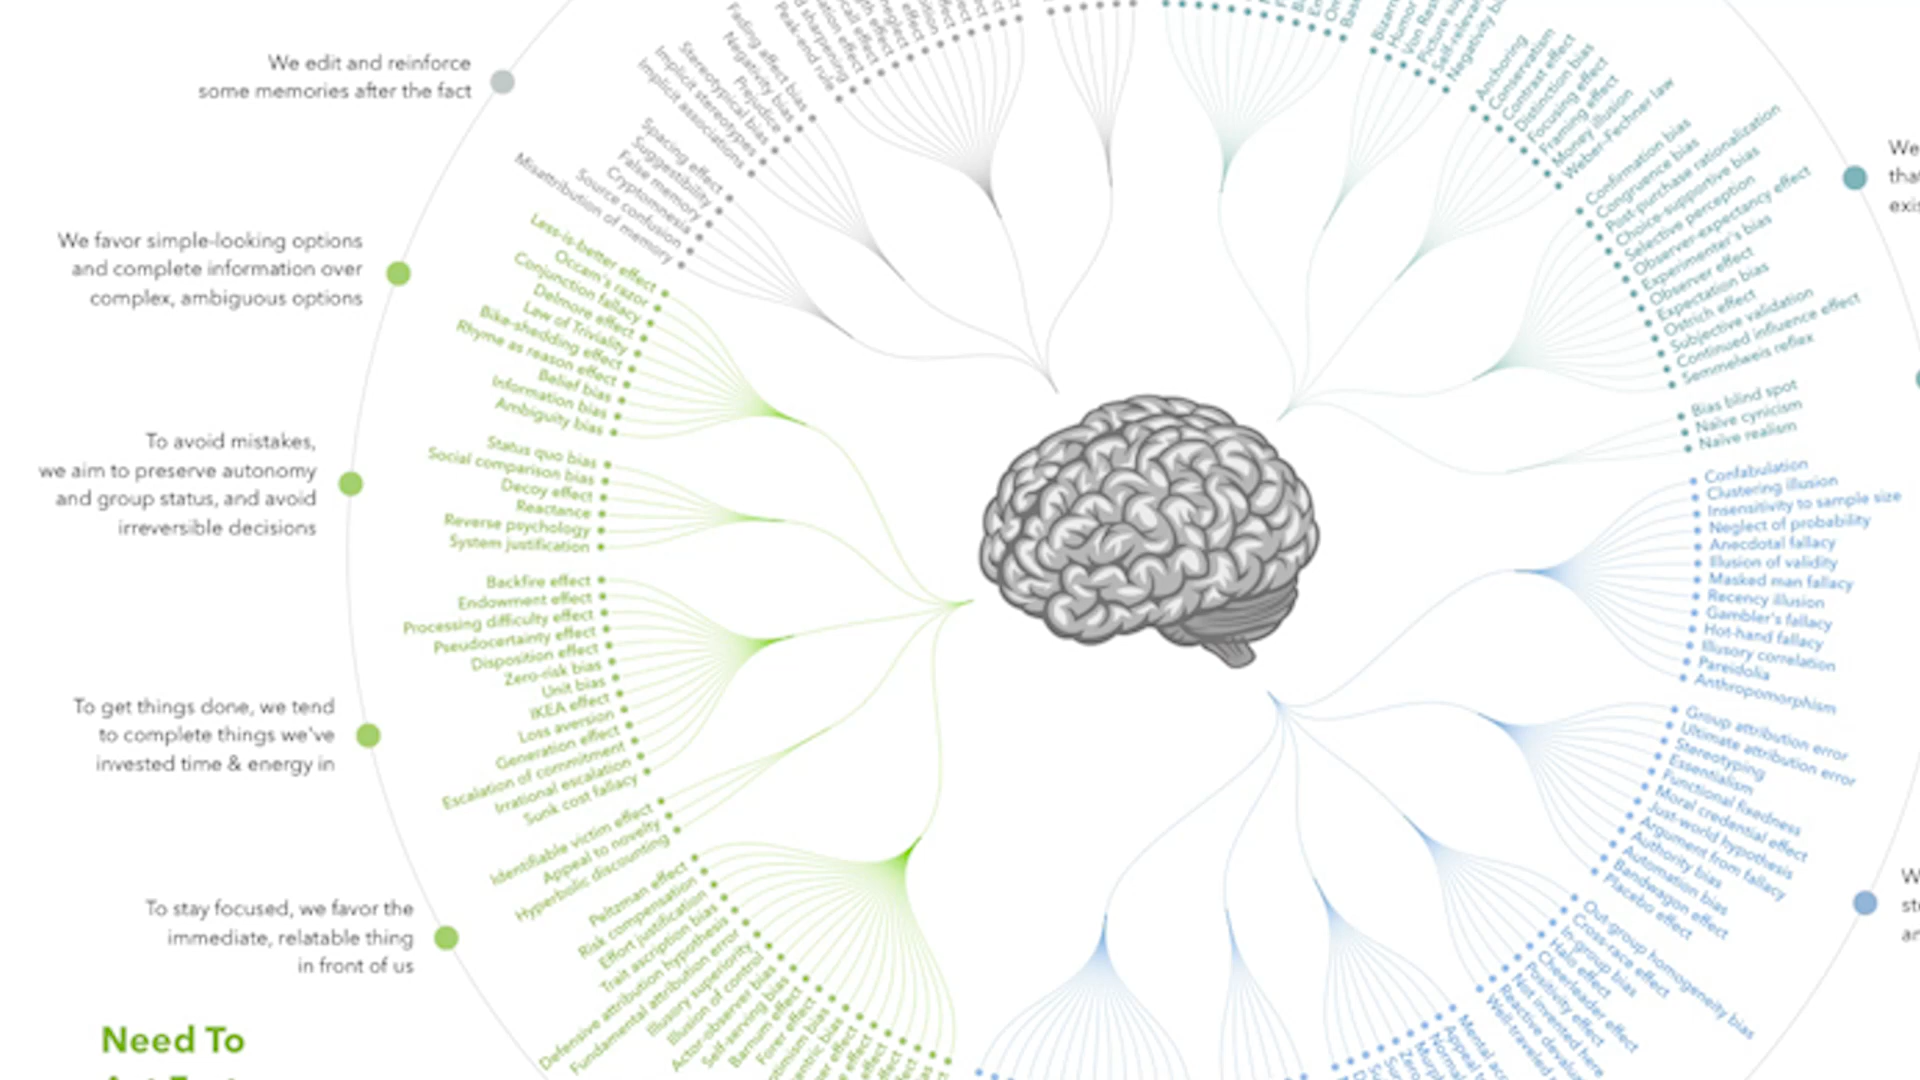 We edit and reinforce
some memories after the fact
We favor simple-looking options
and complete information over
complex, ambiguous options
To avoid mistakes,
we aim to preserve autonomy
and group status, and avoid
irreversible decisions
To get things done, we tend
to complete things we've
invested time & energy in
To stay focused, we favor the
immediate, relatable thing
in front of us
Need To
Peak-end rule
Fading affect bias
Negativity bias
Prejudice
Stereotypical bias
Implicit stereotypes
Implicit associations
Spacing effect
Suggestibility
False memory
Cryptomnesia
Source confusion
Misattribution of memory
Less-is-better effect
Occam's razor
Conjunction fallacy
Delmore effect
Law of Triviality
Bike-shedding effect
Rhyme as reason effect
Belief bias
Information bias
Ambiguity bias
Status quo bias
Social comparison bias
Decoy effect
Reactance
Reverse psychology
System justification
Backfire effect
Endowment effect
Processing difficulty effect
Pseudocertainty effect
Disposition effect
Zero-risk bias
Unit bias
IKEA effect
Loss aversion
Generation effect
Escalation of commitment
Irrational escalation
Sunk cost fallacy
Identifiable victim effect
Appeal to novelty
Hyperbolic discounting
Peltzman effect
Risk compensation
Effort justification
Trait ascription bias
Defensive attribution hypothesis
Fundamental attribution error
Illusory superiority
Illusion of control
Actor-observer bias
Self-serving bias
Barnum effect
Forer effect
Anchoring
Conservatism
Contrast effect
Distinction bias
Focusing effect
Framing effect
Money illusion
Weber-Fechner law
Confirmation bias
Congruence bias
Post-purchase rationalization
Choice-supportive bias
Selective perception
Observer-expectancy effect
Experimenter's bias
Observer effect
Expectation bias
Ostrich effect
Subjective validation
Continued influence effect
Semmelweis reflex
Bias blind spot
Naïve cynicism
Naïve realism
Confabulation
Clustering illusion
Insensitivity to sample size
Neglect of probability
Anecdotal fallacy
Illusion of validity
Masked man fallacy
Recency illusion
Gambler's fallacy
Hot-hand fallacy
Illusory correlation
Pareidolia
Anthropomorphism
Group attribution error
Ultimate attribution error
Stereotyping
Essentialism
Functional fixedness
Moral credential effect
Just-world hypothesis
Argument from fallacy
Authority bias
Automation bias
Bandwagon effect
Placebo effect
Out-group homogeneity bias
Cross-race effect
In-group bias
Halo effect
Cheerleader effect
Positivity effect
Not invented here
We